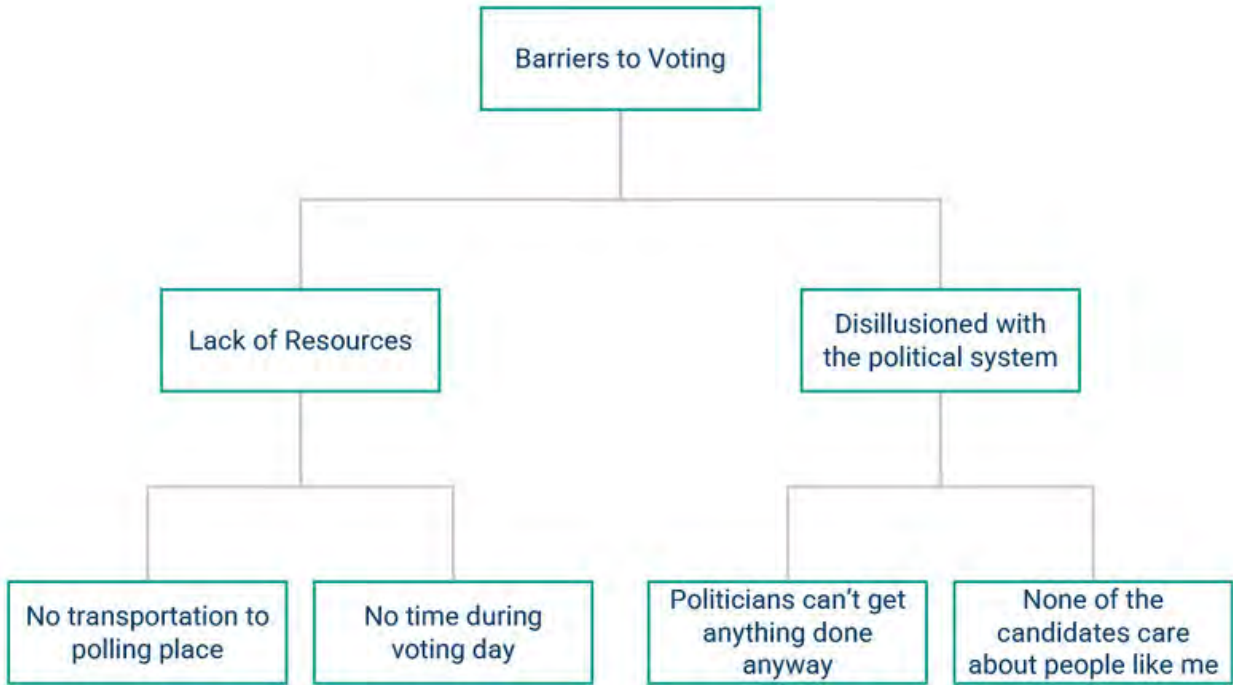 Barriers to Voting
Lack of Resources
Disillusioned with
the political system
No transportation to
polling place
No time during
voting day
Politicians can't get
anything done
anyway
None of the
candidates care
about people like me